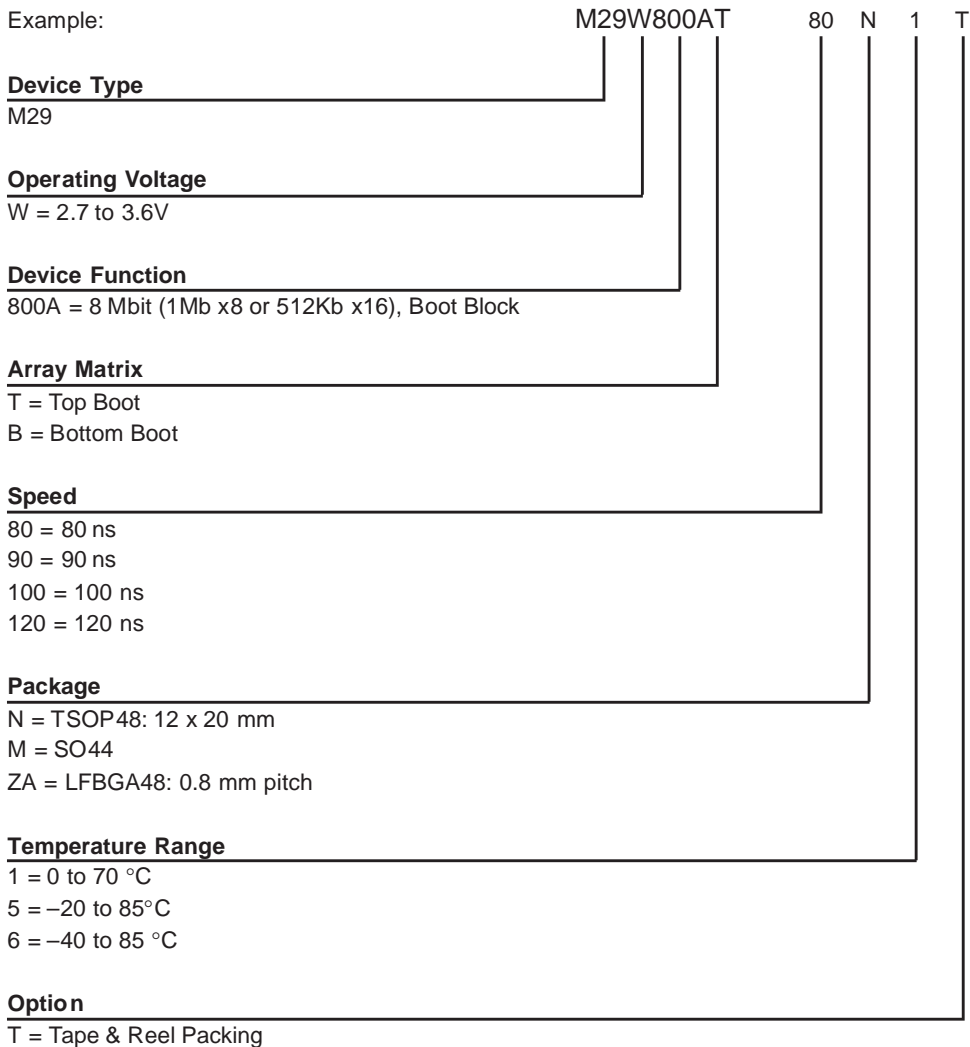 Example: M29W800AT 80 N 1 T
Device Type
M29
Operating Voltage
W = 2.7 to 3.6V
Device Function
800A = 8 Mbit (1Mb x8 or 512Kb x16), Boot Block
Array Matrix
T = Top Boot
B = Bottom Boot
Speed
80 = 80 ns
90 = 90 ns
100 = 100 ns
120 = 120 ns
Package
N = TSOP48: 12 x 20 mm
M = SO44
ZA = LFBGA48: 0.8 mm pitch
Temperature Range
1 = 0 to 70 °C
5 = –20 to 85°C
6 = –40 to 85 °C
Option
T = Tape & Reel Packing